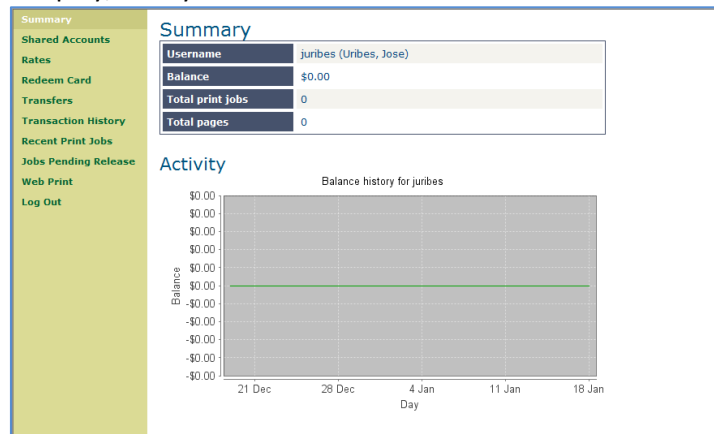 Summary
Shared Accounts
Rates
Redeem Card
Transfers
Transaction History
Recent Print Jobs
Jobs Pending Release
Web Print
Log Out
Summary
Username juribes (Uribes, Jose)
Balance $0.00
Total print jobs 0
Total pages 0
Activity
Balance history for juribes
$0.00
$0.00
$0.00
$0.00
$0.00
$0.00
-$0.00
-$0.00
-$0.00
-$0.00
-$0.00
Balance
21 Dec 28 Dec 4 Jan 11 Jan 18 Jan
Day